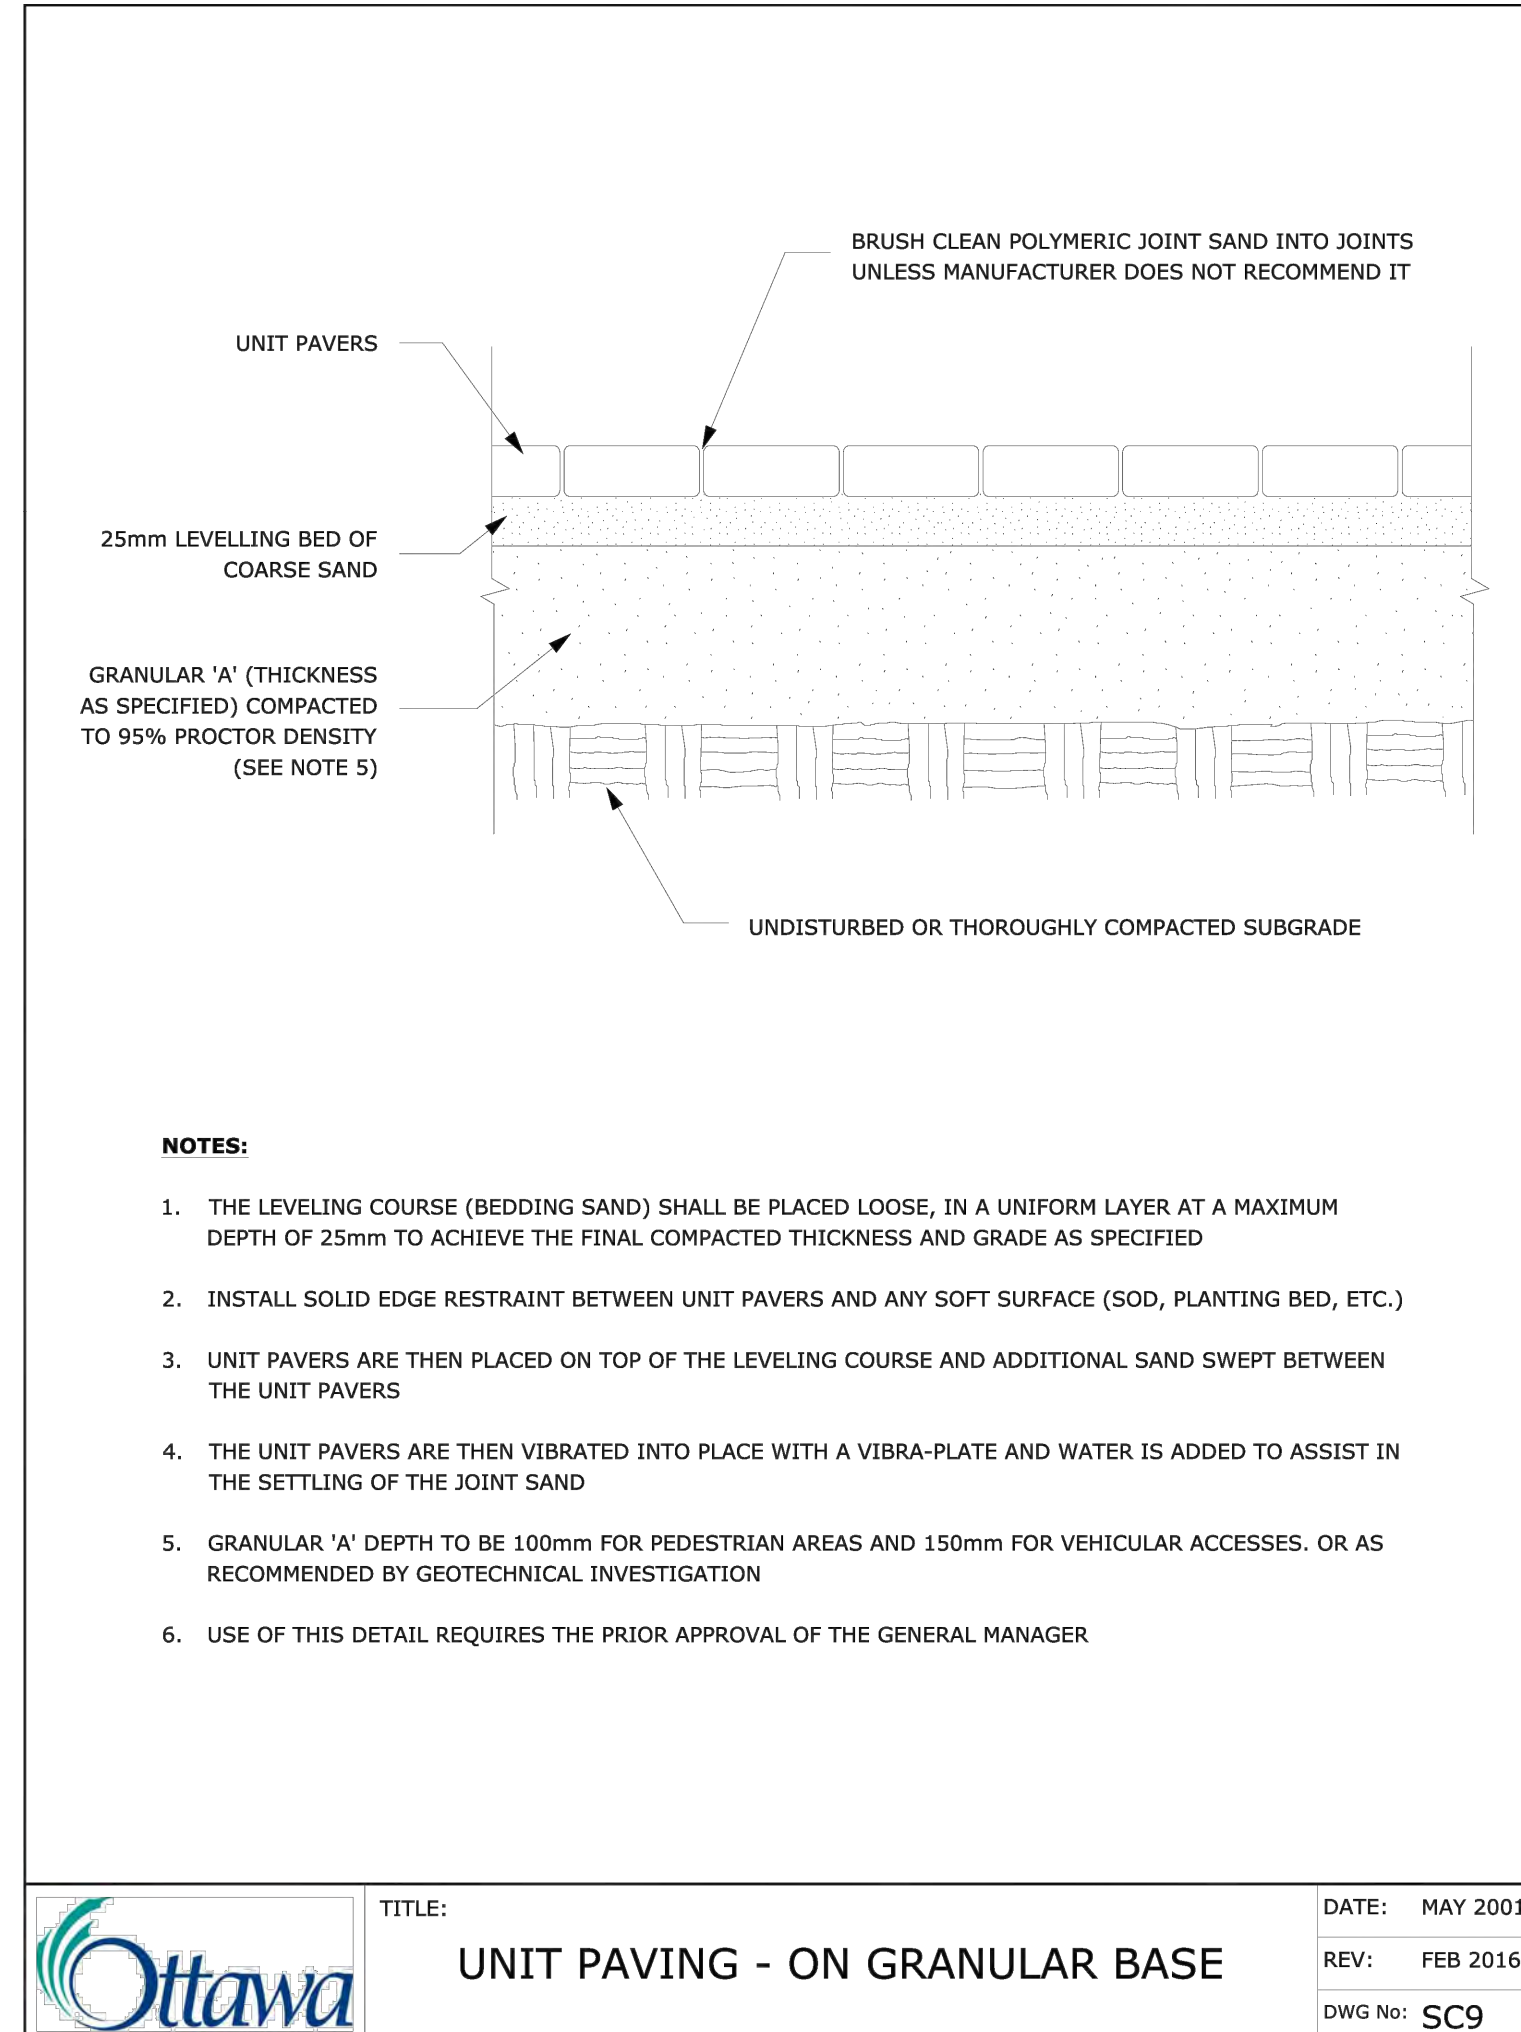 BRUSH CLEAN POLYMERIC JOINT SAND INTO JOINTS
UNLESS MANUFACTURER DOES NOT RECOMMEND IT
UNIT PAVERS
25mm LEVELLING BED OF
COARSE SAND
GRANULAR 'A' (THICKNESS
AS SPECIFIED) COMPACTED
TO 95% PROCTOR DENSITY
(SEE NOTE 5)
UNDISTURBED OR THOROUGHLY COMPACTED SUBGRADE
NOTES:
1. THE LEVELING COURSE (BEDDING SAND) SHALL BE PLACED LOOSE, IN A UNIFORM LAYER AT A MAXIMUM
DEPTH OF 25mm TO ACHIEVE THE FINAL COMPACTED THICKNESS AND GRADE AS SPECIFIED
2. INSTALL SOLID EDGE RESTRAINT BETWEEN UNIT PAVERS AND ANY SOFT SURFACE (SOD, PLANTING BED, ETC.)
3. UNIT PAVERS ARE THEN PLACED ON TOP OF THE LEVELING COURSE AND ADDITIONAL SAND SWEPT BETWEEN
THE UNIT PAVERS
4. THE UNIT PAVERS ARE THEN VIBRATED INTO PLACE WITH A VIBRA-PLATE AND WATER IS ADDED TO ASSIST IN
THE SETTLING OF THE JOINT SAND
5. GRANULAR 'A' DEPTH TO BE 100mm FOR PEDESTRIAN AREAS AND 150mm FOR VEHICULAR ACCESSES. OR AS
RECOMMENDED BY GEOTECHNICAL INVESTIGATION
6. USE OF THIS DETAIL REQUIRES THE PRIOR APPROVAL OF THE GENERAL MANAGER
Ottawa
TITLE:
UNIT PAVING - ON GRANULAR BASE
DATE: MAY 2001
REV: FEB 2016
DWG No: SC9